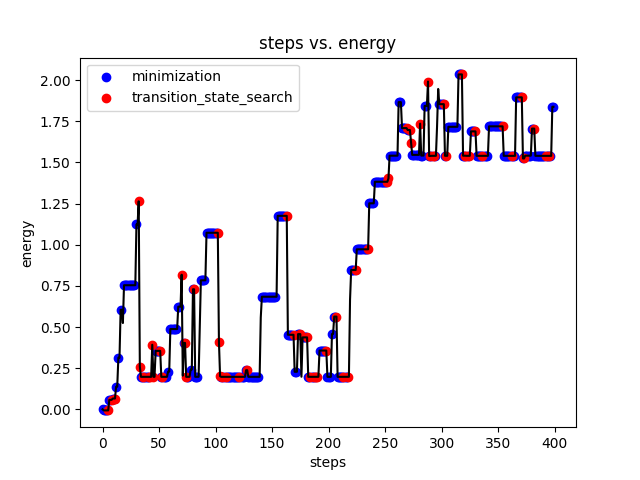 steps vs. energy
minimization
transition_state_search
energy
2.00
1.75
1.50
1.25
1.00
0.75
0.50
0.25
0.00
0 50 100 150 200 250 300 350 400
steps